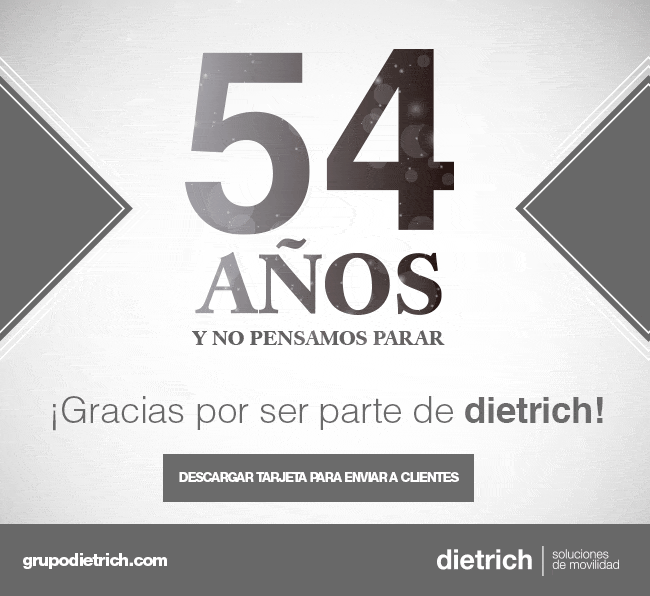 54
AÑOS
Y NO PENSAMOS PARAR
¡Gracias por ser parte de dietrich!
DESCARGAR TARJETA PARA ENVIAR A CLIENTES
grupodietrich.com
dietrich
soluciones
de movilidad